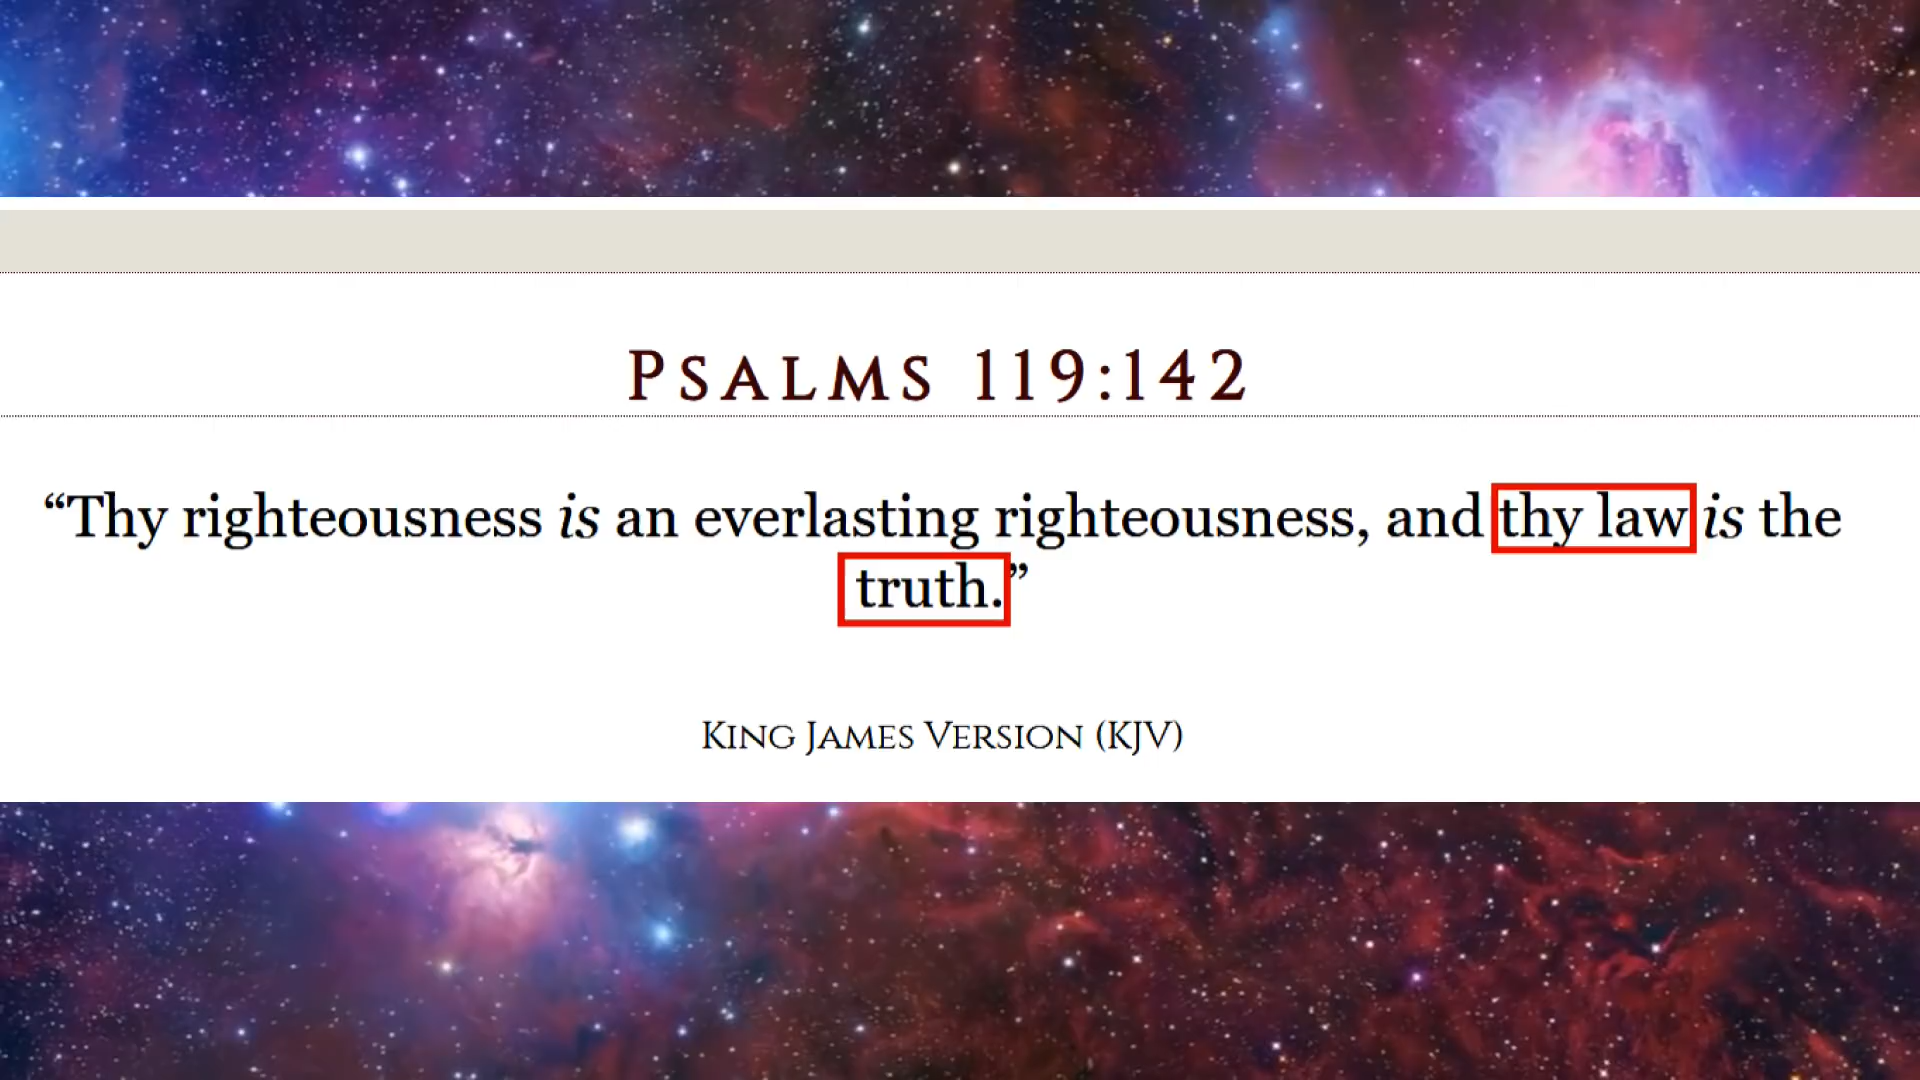 PSALMS 119:142
“Thy righteousness is an everlasting righteousness, and thy law is the
truth.”
KING JAMES VERSION (KJV)